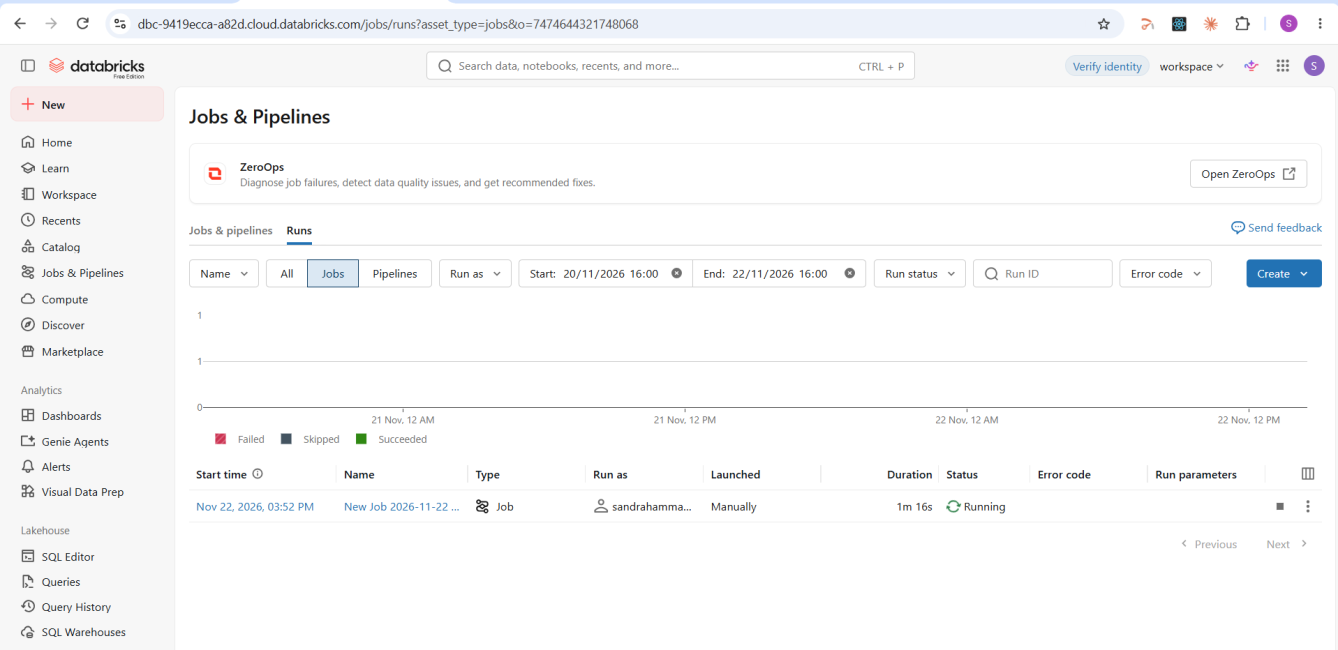 dbc-9419ecca-a82d.cloud.databricks.com/jobs/runs?asset_type=jobs&o=7474644321748068
S
databricks
Free Edition
Search data, notebooks, recents, and more...
CTRL + P
Verify identity
workspace
S
New
Home
Learn
Workspace
Recents
Catalog
Jobs & Pipelines
Compute
Discover
Marketplace
Analytics
Dashboards
Genie Agents
Alerts
Visual Data Prep
Lakehouse
SQL Editor
Queries
Query History
SQL Warehouses
Jobs & Pipelines
ZeroOps
Diagnose job failures, detect data quality issues, and get recommended fixes.
Open ZeroOps
Jobs & pipelines Runs
Send feedback
Name All Jobs Pipelines Run as Start: 20/11/2026 16:00 End: 22/11/2026 16:00 Run status Run ID Error code Create
1
1
0
21 Nov, 12 AM 21 Nov, 12 PM 22 Nov, 12 AM 22 Nov, 12 PM
Failed Skipped Succeeded
Start time Name Type Run as Launched Duration Status Error code Run parameters
Nov 22, 2026, 03:52 PM New Job 2026-11-22 ... Job sandrahamma... Manually 1m 16s Running
Previous Next